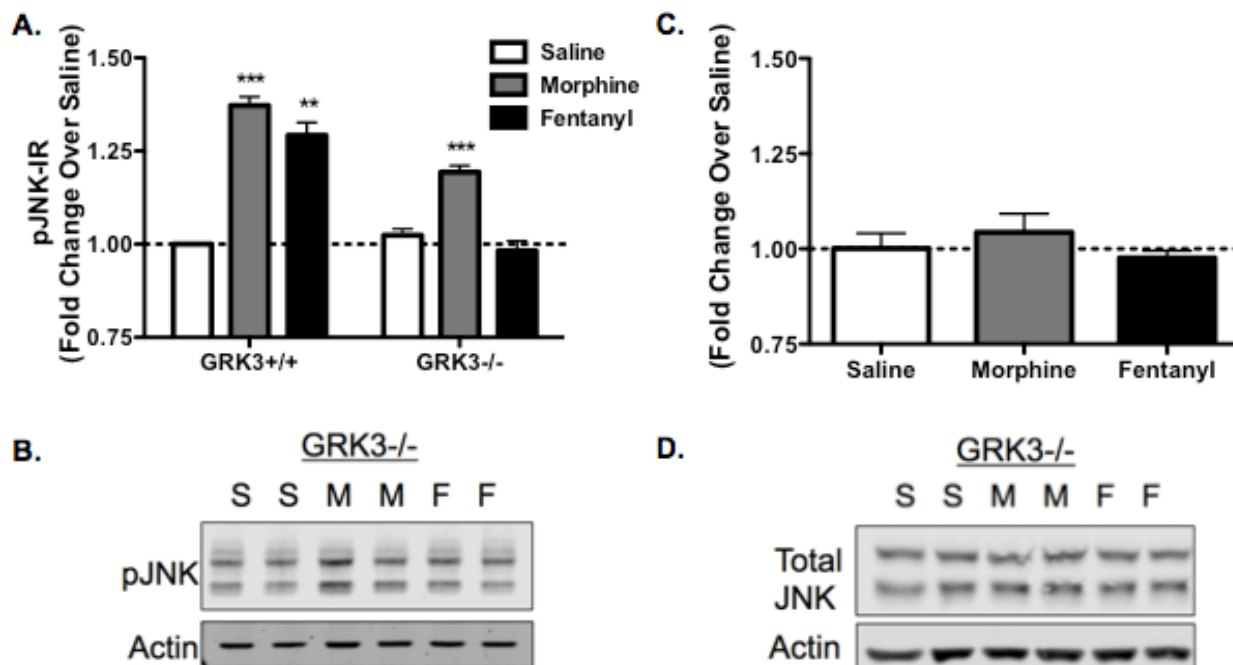 A.
pJNK-IR
(Fold Change Over Saline)
1.50
1.25
1.00
0.75
***
**
***
Saline
Morphine
Fentanyl
GRK3+/+
GRK3-/-
C.
(Fold Change Over Saline)
1.50
1.25
1.00
0.75
Saline
Morphine
Fentanyl
B.
GRK3-/-
S S M M F F
pJNK
Actin
D.
GRK3-/-
S S M M F F
Total
JNK
Actin